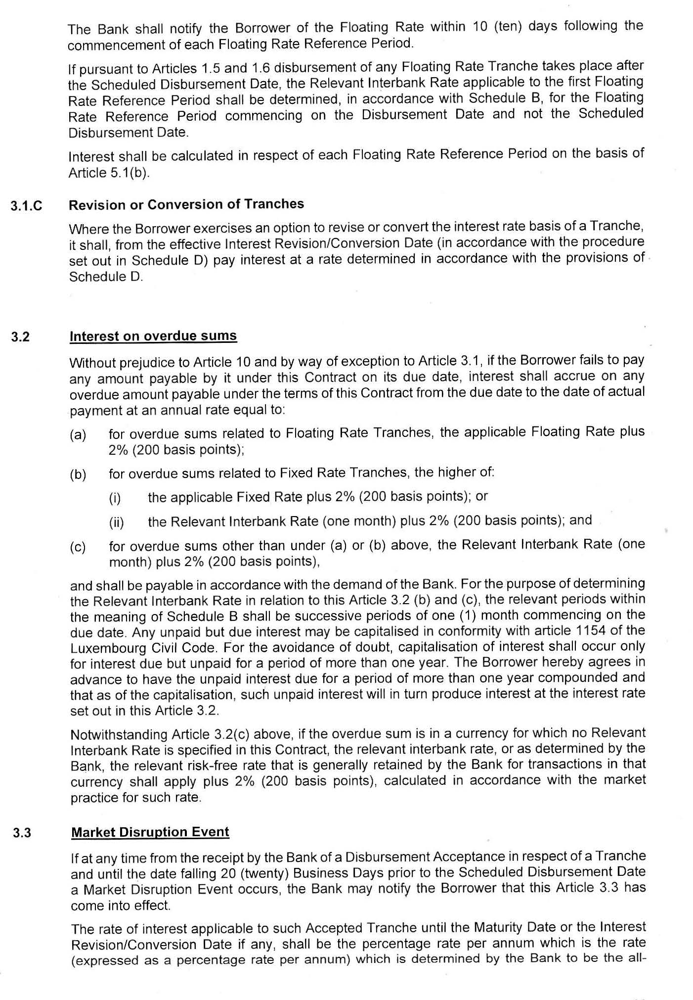 The Bank shall notify the Borrower of the Floating Rate within 10 (ten) days following the
commencement of each Floating Rate Reference Period.
If pursuant to Articles 1.5 and 1.6 disbursement of any Floating Rate Tranche takes place after
the Scheduled Disbursement Date, the Relevant Interbank Rate applicable to the first Floating
Rate Reference Period shall be determined, in accordance with Schedule B, for the Floating
Rate Reference Period commencing on the Disbursement Date and not the Scheduled
Disbursement Date.
Interest shall be calculated in respect of each Floating Rate Reference Period on the basis of
Article 5.1(b).
3.1.C Revision or Conversion of Tranches
Where the Borrower exercises an option to revise or convert the interest rate basis of a Tranche,
it shall, from the effective Interest Revision/Conversion Date (in accordance with the procedure
set out in Schedule D) pay interest at a rate determined in accordance with the provisions of
Schedule D.
3.2 Interest on overdue sums
Without prejudice to Article 10 and by way of exception to Article 3.1, if the Borrower fails to pay
any amount payable by it under this Contract on its due date, interest shall accrue on any
overdue amount payable under the terms of this Contract from the due date to the date of actual
payment at an annual rate equal to:
(a) for overdue sums related to Floating Rate Tranches, the applicable Floating Rate plus
2% (200 basis points);
(b) for overdue sums related to Fixed Rate Tranches, the higher of:
(i) the applicable Fixed Rate plus 2% (200 basis points); or
(ii) the Relevant Interbank Rate (one month) plus 2% (200 basis points); and
(c) for overdue sums other than under (a) or (b) above, the Relevant Interbank Rate (one
month) plus 2% (200 basis points),
and shall be payable in accordance with the demand of the Bank. For the purpose of determining
the Relevant Interbank Rate in relation to this Article 3.2 (b) and (c), the relevant periods within
the meaning of Schedule B shall be successive periods of one (1) month commencing on the
due date. Any unpaid but due interest may be capitalised in conformity with article 1154 of the
Luxembourg Civil Code. For the avoidance of doubt, capitalisation of interest shall occur only
for interest due but unpaid for a period of more than one year. The Borrower hereby agrees in
advance to have the unpaid interest due for a period of more than one year compounded and
that as of the capitalisation, such unpaid interest will in turn produce interest at the interest rate
set out in this Article 3.2.
Notwithstanding Article 3.2(c) above, if the overdue sum is in a currency for which no Relevant
Interbank Rate is specified in this Contract, the relevant interbank rate, or as determined by the
Bank, the relevant risk-free rate that is generally retained by the Bank for transactions in that
currency shall apply plus 2% (200 basis points), calculated in accordance with the market
practice for such rate.
3.3 Market Disruption Event
If at any time from the receipt by the Bank of a Disbursement Acceptance in respect of a Tranche
and until the date falling 20 (twenty) Business Days prior to the Scheduled Disbursement Date
a Market Disruption Event occurs, the Bank may notify the Borrower that this Article 3.3 has
come into effect.
The rate of interest applicable to such Accepted Tranche until the Maturity Date or the Interest
Revision/Conversion Date if any, shall be the percentage rate per annum which is the rate
(expressed as a percentage rate per annum) which is determined by the Bank to be the all-